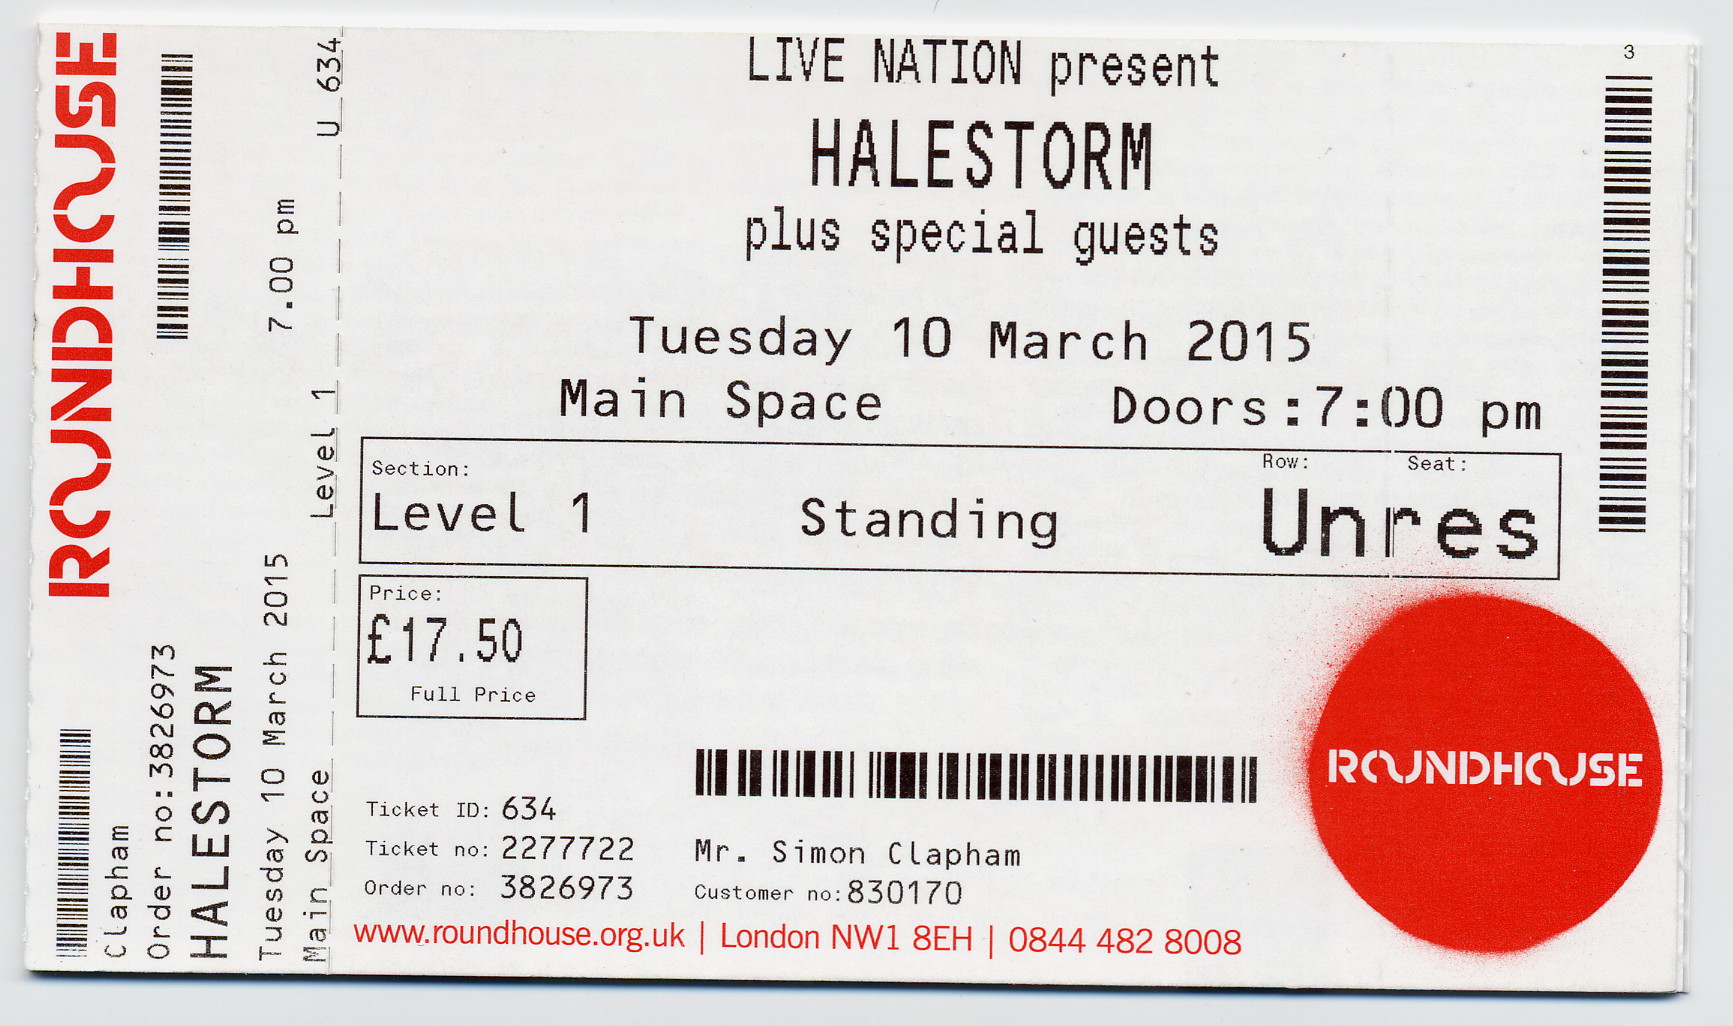 ROUNDHOUSE
Clapham
Order no:3826973
HALESTORM
Tuesday 10 March 2015 7.00 pm
Main Space Level 1 U 634
LIVE NATION present
HALESTORM
plus special guests
3
Tuesday 10 March 2015
Main Space Doors:7:00 pm
Section: Row: Seat:
Level 1 Standing Unres
Price:
£17.50
Full Price
ROUNDHOUSE
Ticket ID: 634
Ticket no: 2277722
Order no: 3826973
Mr. Simon Clapham
Customer no:830170
www.roundhouse.org.uk | London NW1 8EH | 0844 482 8008